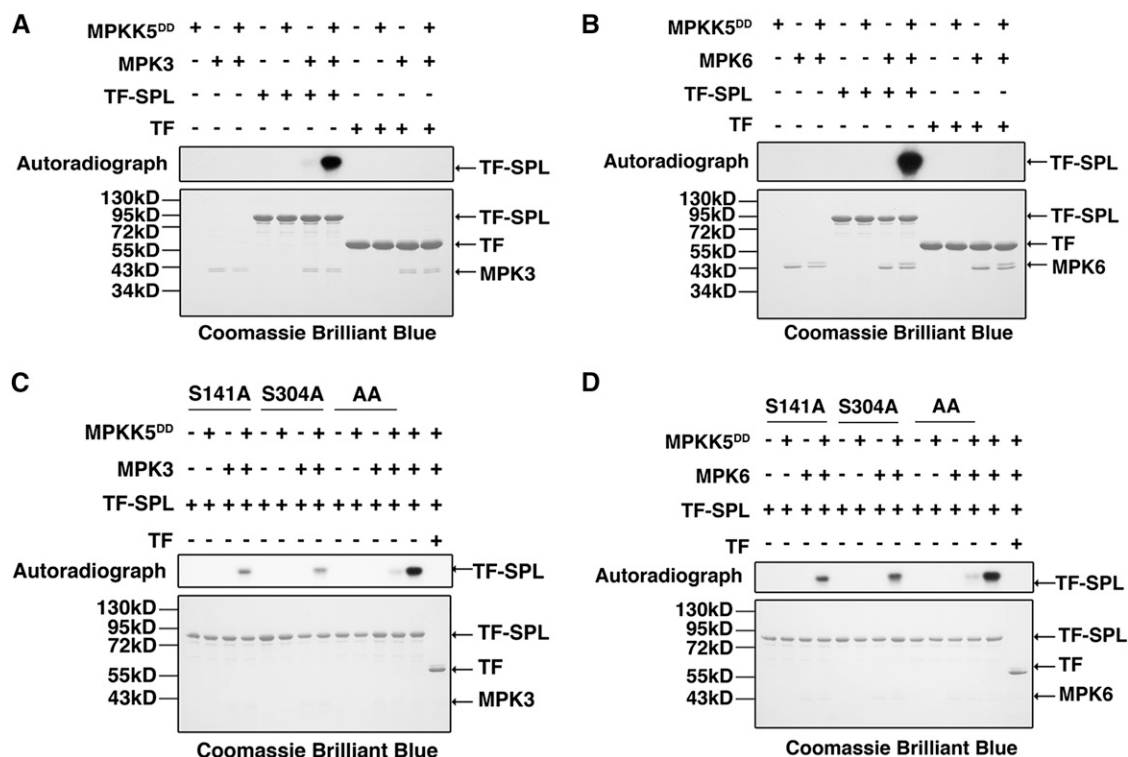 A
MPKK5DD + - + - + - + - + - +
MPK3 - + + - - + + - - + +
TF-SPL - - - + + + + - - - -
TF - - - - - - - + + + +
Autoradiograph
TF-SPL
130kD
95kD
72kD
55kD
43kD
34kD
TF-SPL
TF
MPK3
Coomassie Brilliant Blue
B
MPKK5DD + - + - + - + - + - +
MPK6 - + + - - + + - - + +
TF-SPL - - - + + + + - - - -
TF - - - - - - - + + + +
Autoradiograph
TF-SPL
130kD
95kD
72kD
55kD
43kD
34kD
TF-SPL
TF
MPK6
Coomassie Brilliant Blue
C
S141A S304A AA
MPKK5DD - + - + - + - + - + - + + +
MPK3 - - + + - - + + - - + + + +
TF-SPL + + + + + + + + + + + + + +
TF - - - - - - - - - - - - - +
Autoradiograph
TF-SPL
130kD
95kD
72kD
55kD
43kD
TF-SPL
TF
MPK3
Coomassie Brilliant Blue
D
S141A S304A AA
MPKK5DD - + - + - + - + - + - + + +
MPK6 - - + + - - + + - - + + + +
TF-SPL + + + + + + + + + + + + + +
TF - - - - - - - - - - - - - +
Autoradiograph
TF-SPL
130kD
95kD
72kD
55kD
43kD
TF-SPL
TF
MPK6
Coomassie Brilliant Blue